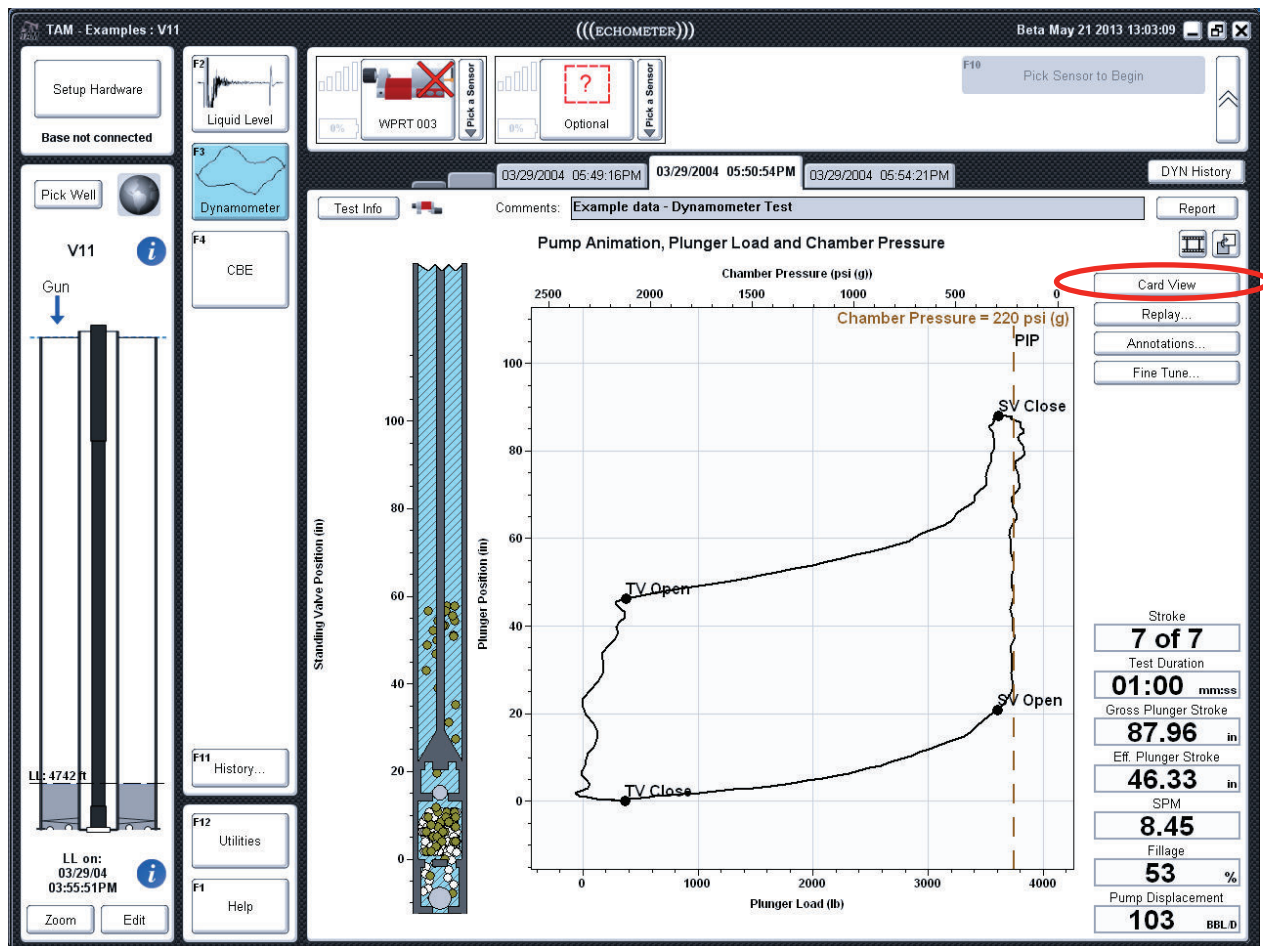 TAM - Examples : V11
(((ECHOMETER)))
Beta May 21 2013 13:03:09
Setup Hardware
Base not connected
F2
Liquid Level
0%
WPRT 003
Pick a Sensor
0%
?
Optional
Pick a Sensor
F10
Pick Sensor to Begin
Pick Well
V11
i
Gun
LL: 4742 ft
LL on:
03/29/04
03:55:51PM
i
Zoom
Edit
F3
Dynamometer
F4
CBE
F11
History...
F12
Utilities
F1
Help
03/29/2004 05:49:16PM
03/29/2004 05:50:54PM
03/29/2004 05:54:21PM
DYN History
Test Info
Comments:
Example data - Dynamometer Test
Report
Pump Animation, Plunger Load and Chamber Pressure
Chamber Pressure (psi (g))
2500 2000 1500 1000 500 0
Chamber Pressure = 220 psi (g)
PIP
SV Close
TV Open
SV Open
TV Close
Standing Valve Position (in)
100
80
60
40
20
0
Plunger Position (in)
100
80
60
40
20
0
0 1000 2000 3000 4000
Plunger Load (lb)
Card View
Replay...
Annotations...
Fine Tune...
Stroke
7 of 7
Test Duration
01:00 mm:ss
Gross Plunger Stroke
87.96 in
Eff. Plunger Stroke
46.33 in
SPM
8.45
Fillage
53 %
Pump Displacement
103 BBL/D